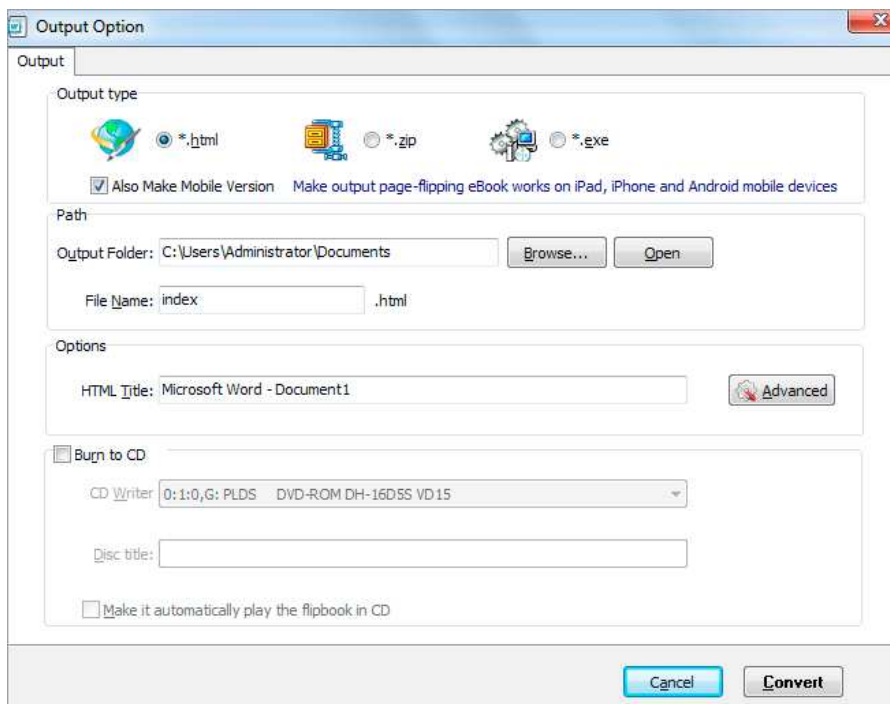 Output Option
Output
Output type
*.html *.zip *.exe
Also Make Mobile Version Make output page-flipping eBook works on iPad, iPhone and Android mobile devices
Path
Output Folder: C:\Users\Administrator\Documents Browse... Open
File Name: index .html
Options
HTML Title: Microsoft Word - Document1 Advanced
Burn to CD
CD Writer 0:1:0,G: PLDS DVD-ROM DH-16D5S VD15
Disc title:
Make it automatically play the flipbook in CD
Cancel Convert